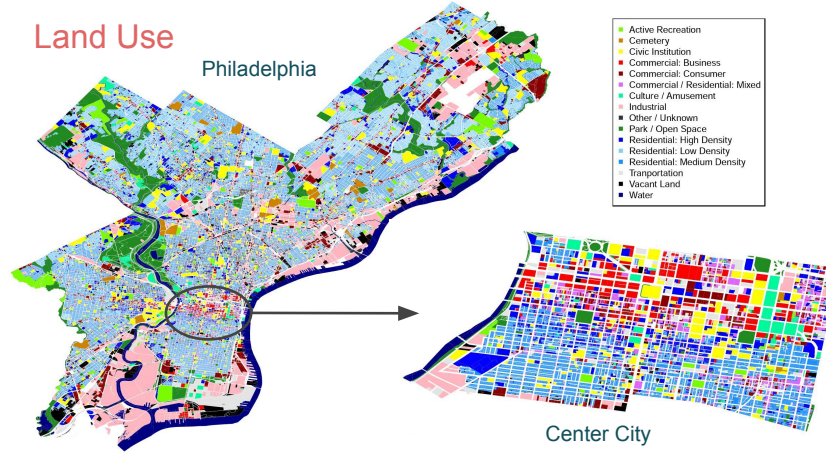 Land Use
Philadelphia
Active Recreation
Cemetery
Civic Institution
Commercial: Business
Commercial: Consumer
Commercial / Residential: Mixed
Culture / Amusement
Industrial
Other / Unknown
Park / Open Space
Residential: High Density
Residential: Low Density
Residential: Medium Density
Tranportation
Vacant Land
Water
Center City